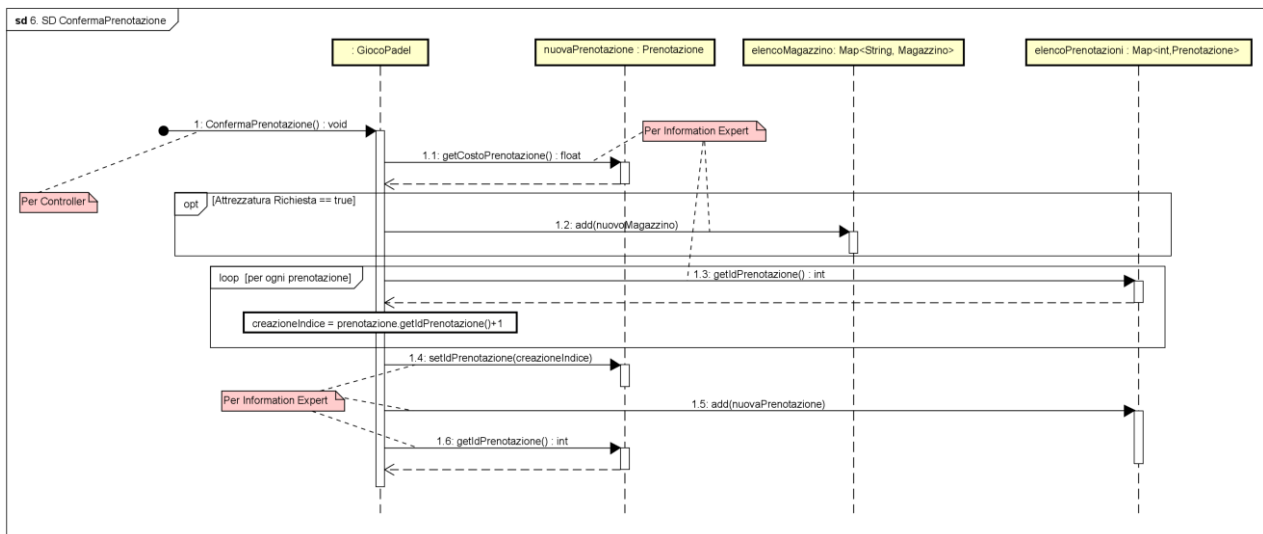 sd 6. SD ConfermaPrenotazione
: GiocoPadel
nuovaPrenotazione : Prenotazione
elencoMagazzino: Map<String, Magazzino>
elencoPrenotazioni : Map<int,Prenotazione>
1: ConfermaPrenotazione() : void
Per Information Expert
1.1: getCostoPrenotazione() : float
Per Controller
opt [Attrezzatura Richiesta == true]
1.2: add(nuovoMagazzino)
loop [per ogni prenotazione]
1.3: getIdPrenotazione() : int
creazioneIndice = prenotazione.getIdPrenotazione()+1
1.4: setIdPrenotazione(creazioneIndice)
Per Information Expert
1.5: add(nuovaPrenotazione)
1.6: getIdPrenotazione() : int